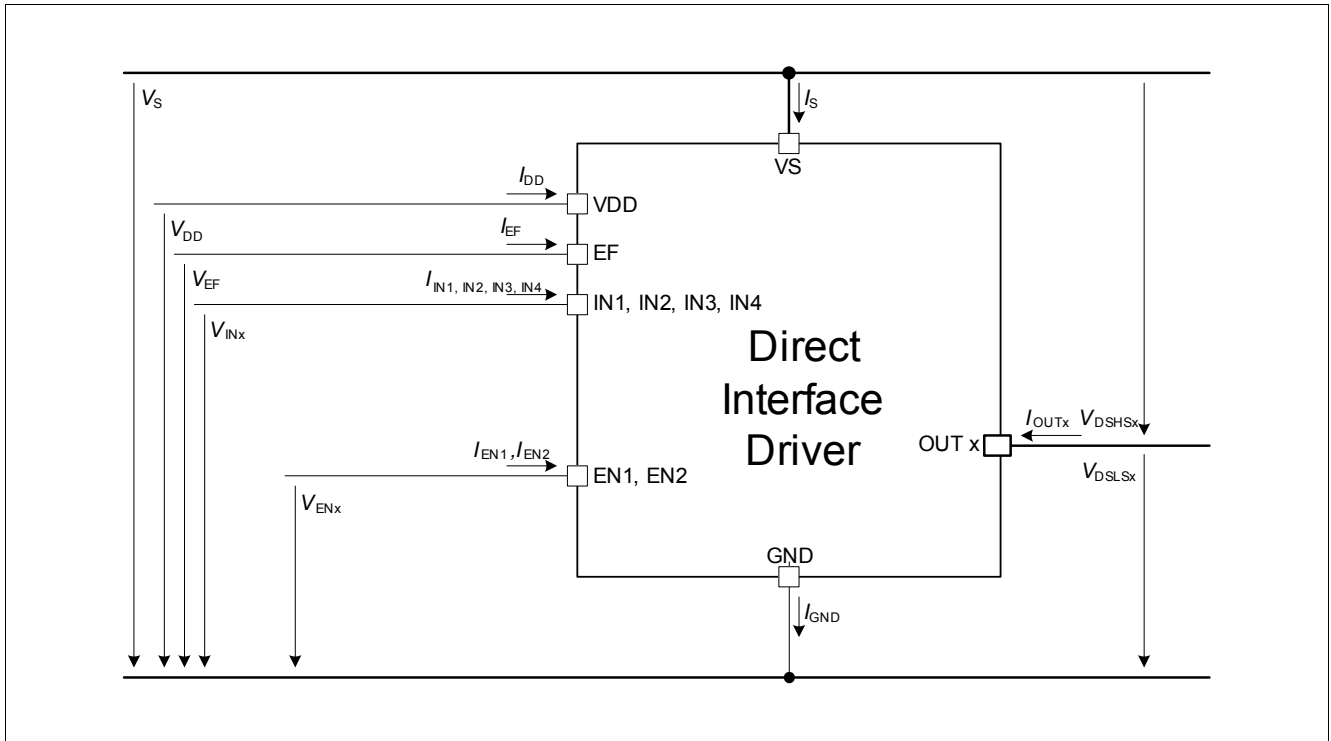 VS
IS
VS
IDD
VDD
VDD
IEF
EF
VEF
IIN1, IN2, IN3, IN4
IN1, IN2, IN3, IN4
VINx
Direct
Interface
Driver
IOUTx
VDSHSx
OUT x
IEN1,IEN2
EN1, EN2
VDSLSx
VENx
GND
IGND